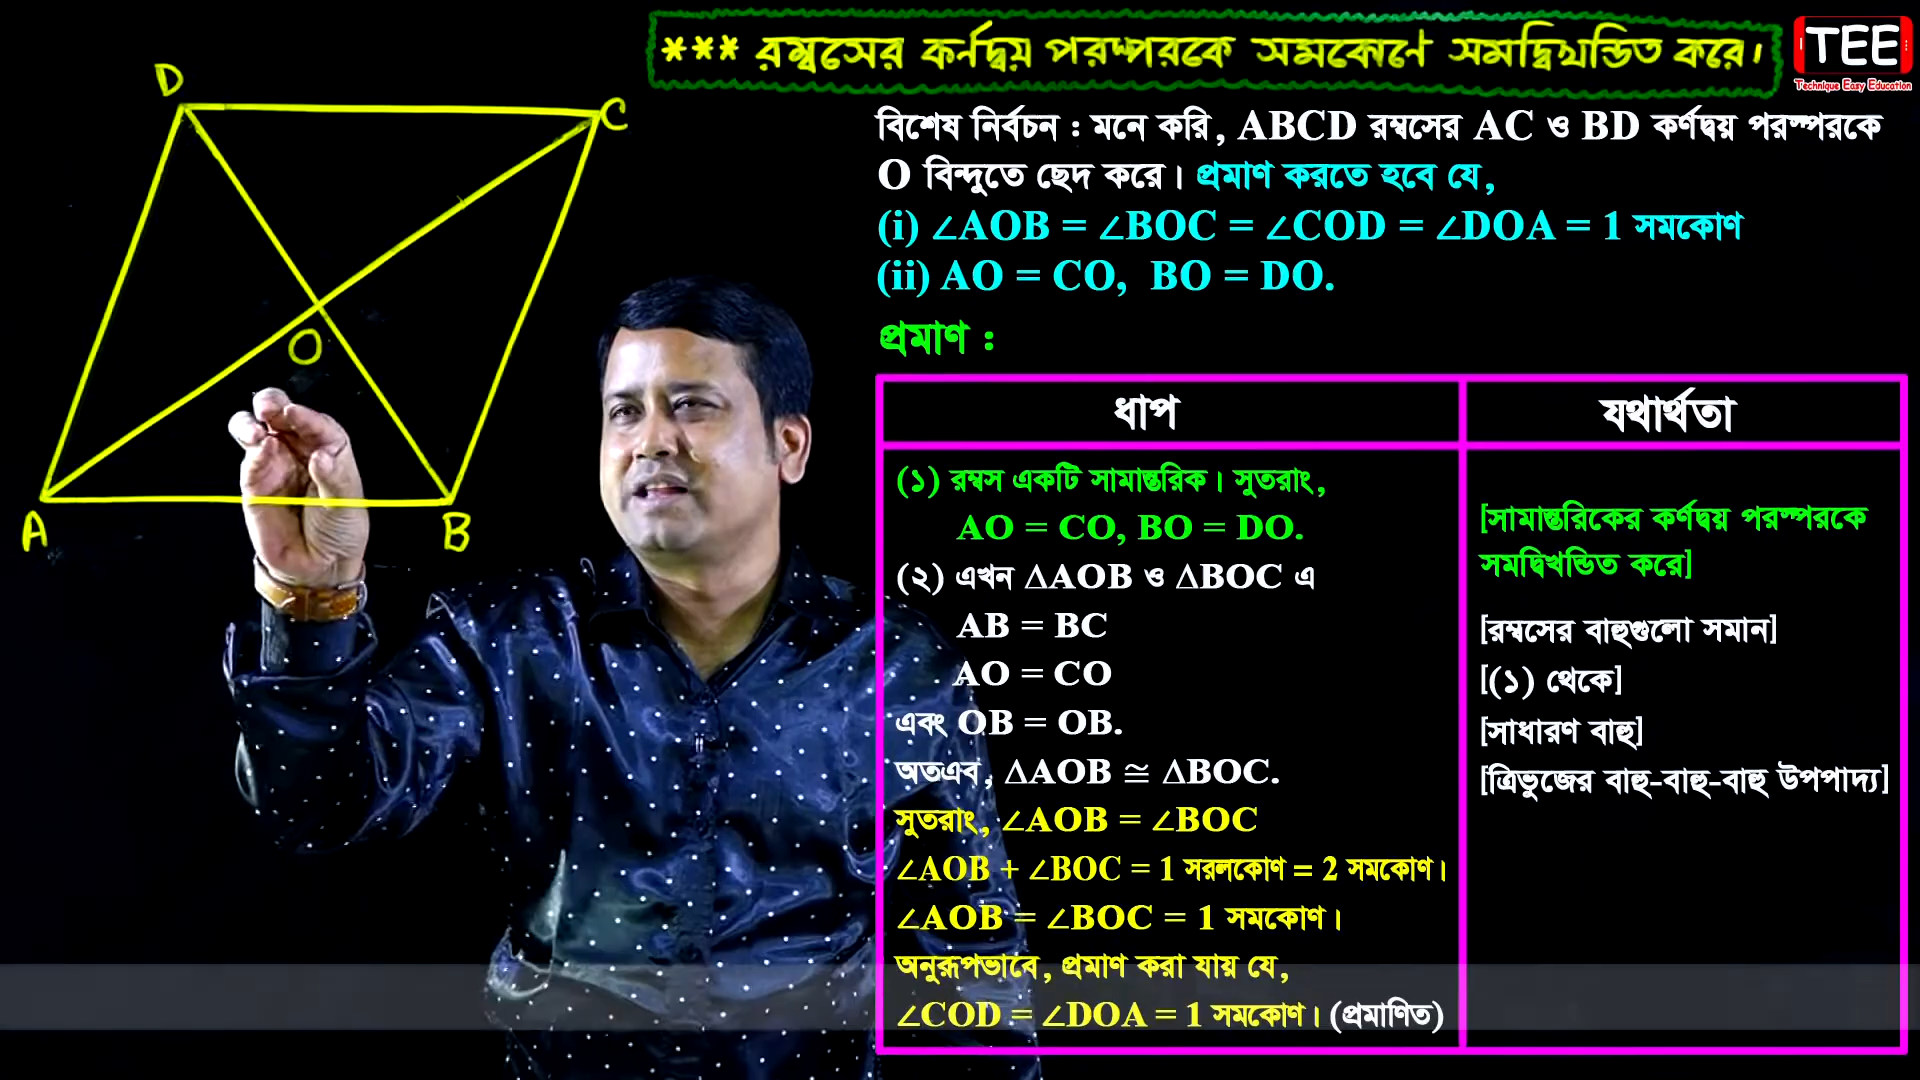 *** রম্বসের কর্ণদ্বয় পরস্পরকে সমকোণে সমদ্বিখন্ডিত করে।
TEE
Technique Easy Education
বিশেষ নির্বচন : মনে করি, ABCD রম্বসের AC ও BD কর্ণদ্বয় পরস্পরকে
O বিন্দুতে ছেদ করে। প্রমাণ করতে হবে যে,
(i) ∠AOB = ∠BOC = ∠COD = ∠DOA = 1 সমকোণ
(ii) AO = CO, BO = DO.
প্রমাণ :
D
C
O
A
B
ধাপ
যথার্থতা
(১) রম্বস একটি সামান্তরিক। সুতরাং,
AO = CO, BO = DO.
[সামান্তরিকের কর্ণদ্বয় পরস্পরকে
সমদ্বিখন্ডিত করে]
(২) এখন ΔAOB ও ΔBOC এ
AB = BC
[রম্বসের বাহুগুলো সমান]
AO = CO
[(১) থেকে]
এবং OB = OB.
[সাধারণ বাহু]
অতএব, ΔAOB ≅ ΔBOC.
[ত্রিভুজের বাহু-বাহু-বাহু উপপাদ্য]
সুতরাং, ∠AOB = ∠BOC
∠AOB + ∠BOC = 1 সরলকোণ = 2 সমকোণ।
∠AOB = ∠BOC = 1 সমকোণ।
অনুরূপভাবে, প্রমাণ করা যায় যে,
∠COD = ∠DOA = 1 সমকোণ। (প্রমাণিত)